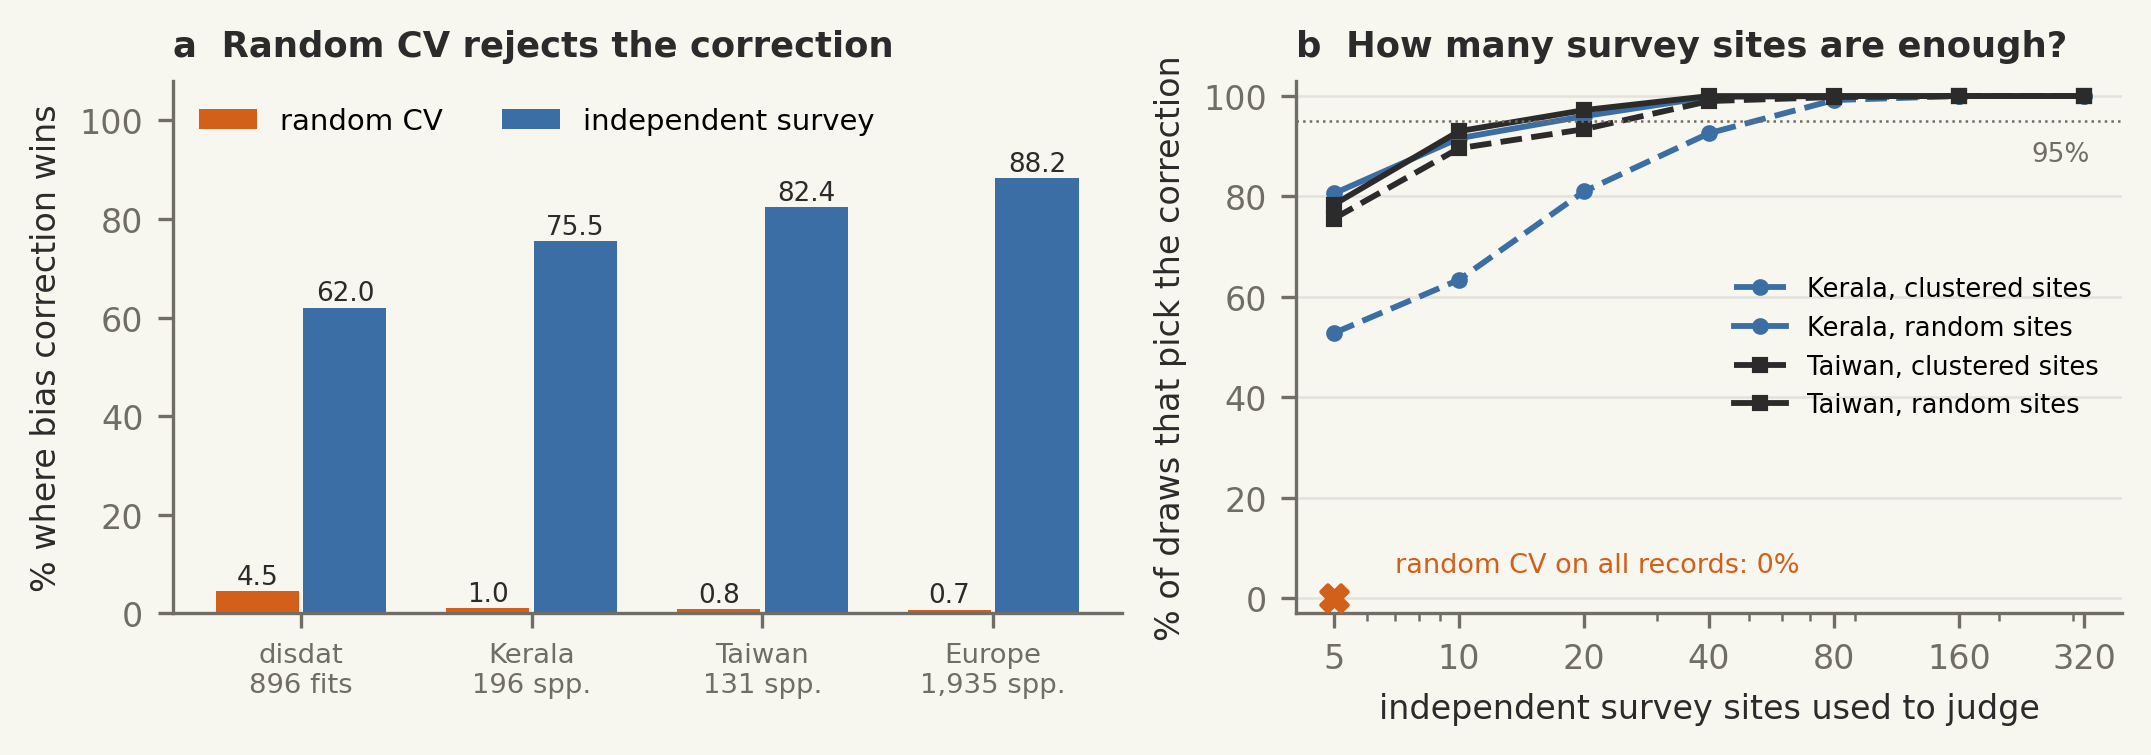 a Random CV rejects the correction
% where bias correction wins
100
80
60
40
20
0
random CV
independent survey
4.5
62.0
1.0
75.5
0.8
82.4
0.7
88.2
disdat
896 fits
Kerala
196 spp.
Taiwan
131 spp.
Europe
1,935 spp.
b How many survey sites are enough?
% of draws that pick the correction
100
80
60
40
20
0
95%
Kerala, clustered sites
Kerala, random sites
Taiwan, clustered sites
Taiwan, random sites
random CV on all records: 0%
5
10
20
40
80
160
320
independent survey sites used to judge